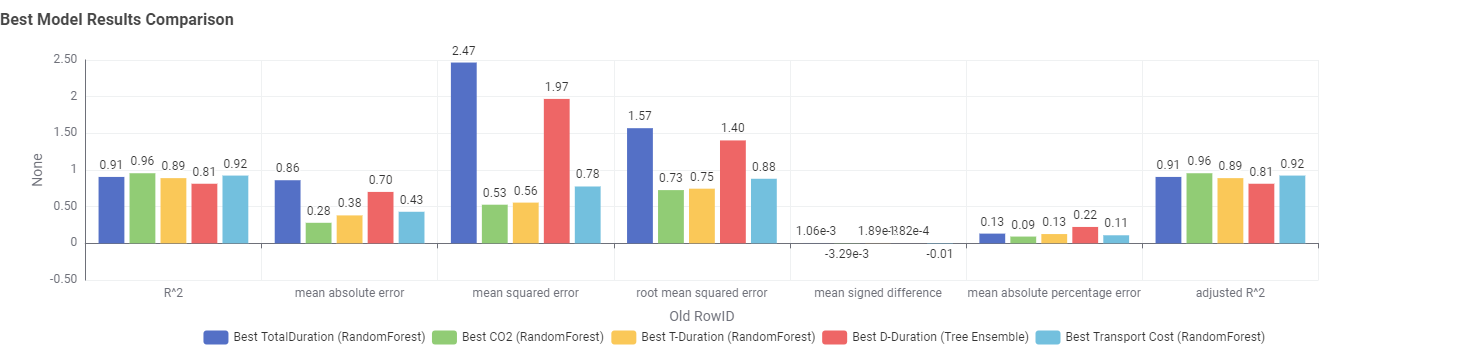 Best Model Results Comparison
2.50
2
1.50
1
0.50
0
-0.50
None
0.91 0.96 0.89 0.81 0.92
0.86 0.28 0.38 0.70 0.43
2.47 0.53 0.56 1.97 0.78
1.57 0.73 0.75 1.40 0.88
1.06e-3 -3.29e-3 1.82e-4 -0.01
0.13 0.09 0.13 0.22 0.11
0.91 0.96 0.89 0.81 0.92
R^2 mean absolute error mean squared error root mean squared error mean signed difference mean absolute percentage error adjusted R^2
Old RowID
Best TotalDuration (RandomForest) Best CO2 (RandomForest) Best T-Duration (RandomForest) Best D-Duration (Tree Ensemble) Best Transport Cost (RandomForest)